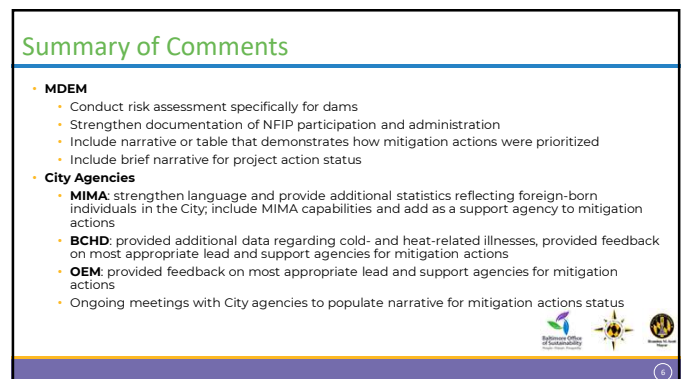 Summary of Comments
• MDEM
• Conduct risk assessment specifically for dams
• Strengthen documentation of NFIP participation and administration
• Include narrative or table that demonstrates how mitigation actions were prioritized
• Include brief narrative for project action status
• City Agencies
• MIMA: strengthen language and provide additional statistics reflecting foreign-born
individuals in the City; include MIMA capabilities and add as a support agency to mitigation
actions
• BCHD: provided additional data regarding cold- and heat-related illnesses, provided feedback
on most appropriate lead and support agencies for mitigation actions
• OEM: provided feedback on most appropriate lead and support agencies for mitigation
actions
• Ongoing meetings with City agencies to populate narrative for mitigation actions status
Baltimore Office
of Sustainability
Brandon M. Scott
Mayor
6